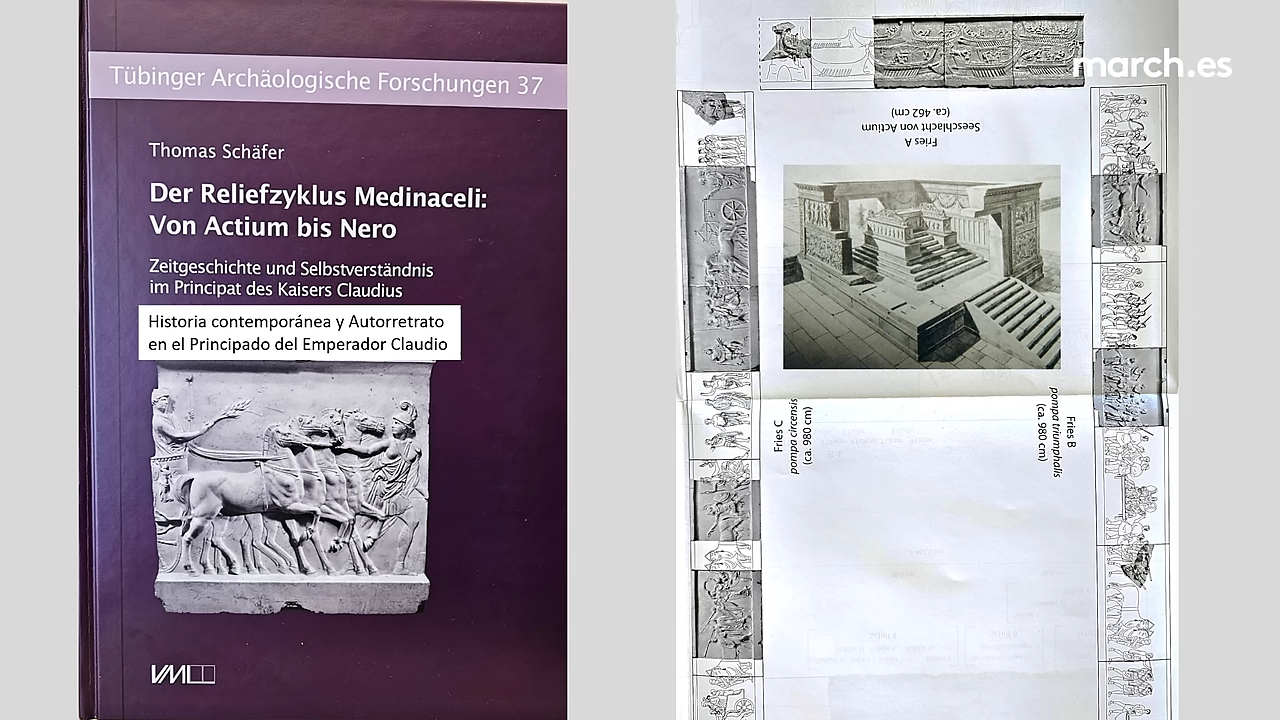 Tübinger Archäologische Forschungen 37
Thomas Schäfer
Der Reliefzyklus Medinaceli:
Von Actium bis Nero
Zeitgeschichte und Selbstverständnis
im Principat des Kaisers Claudius
Historia contemporánea y Autorretrato
en el Principado del Emperador Claudio
VML
march.es
Fries A
Seeschlacht von Actium
(ca. 462 cm)
Fries C
pompa circensis
(ca. 980 cm)
Fries B
pompa triumphalis
(ca. 980 cm)